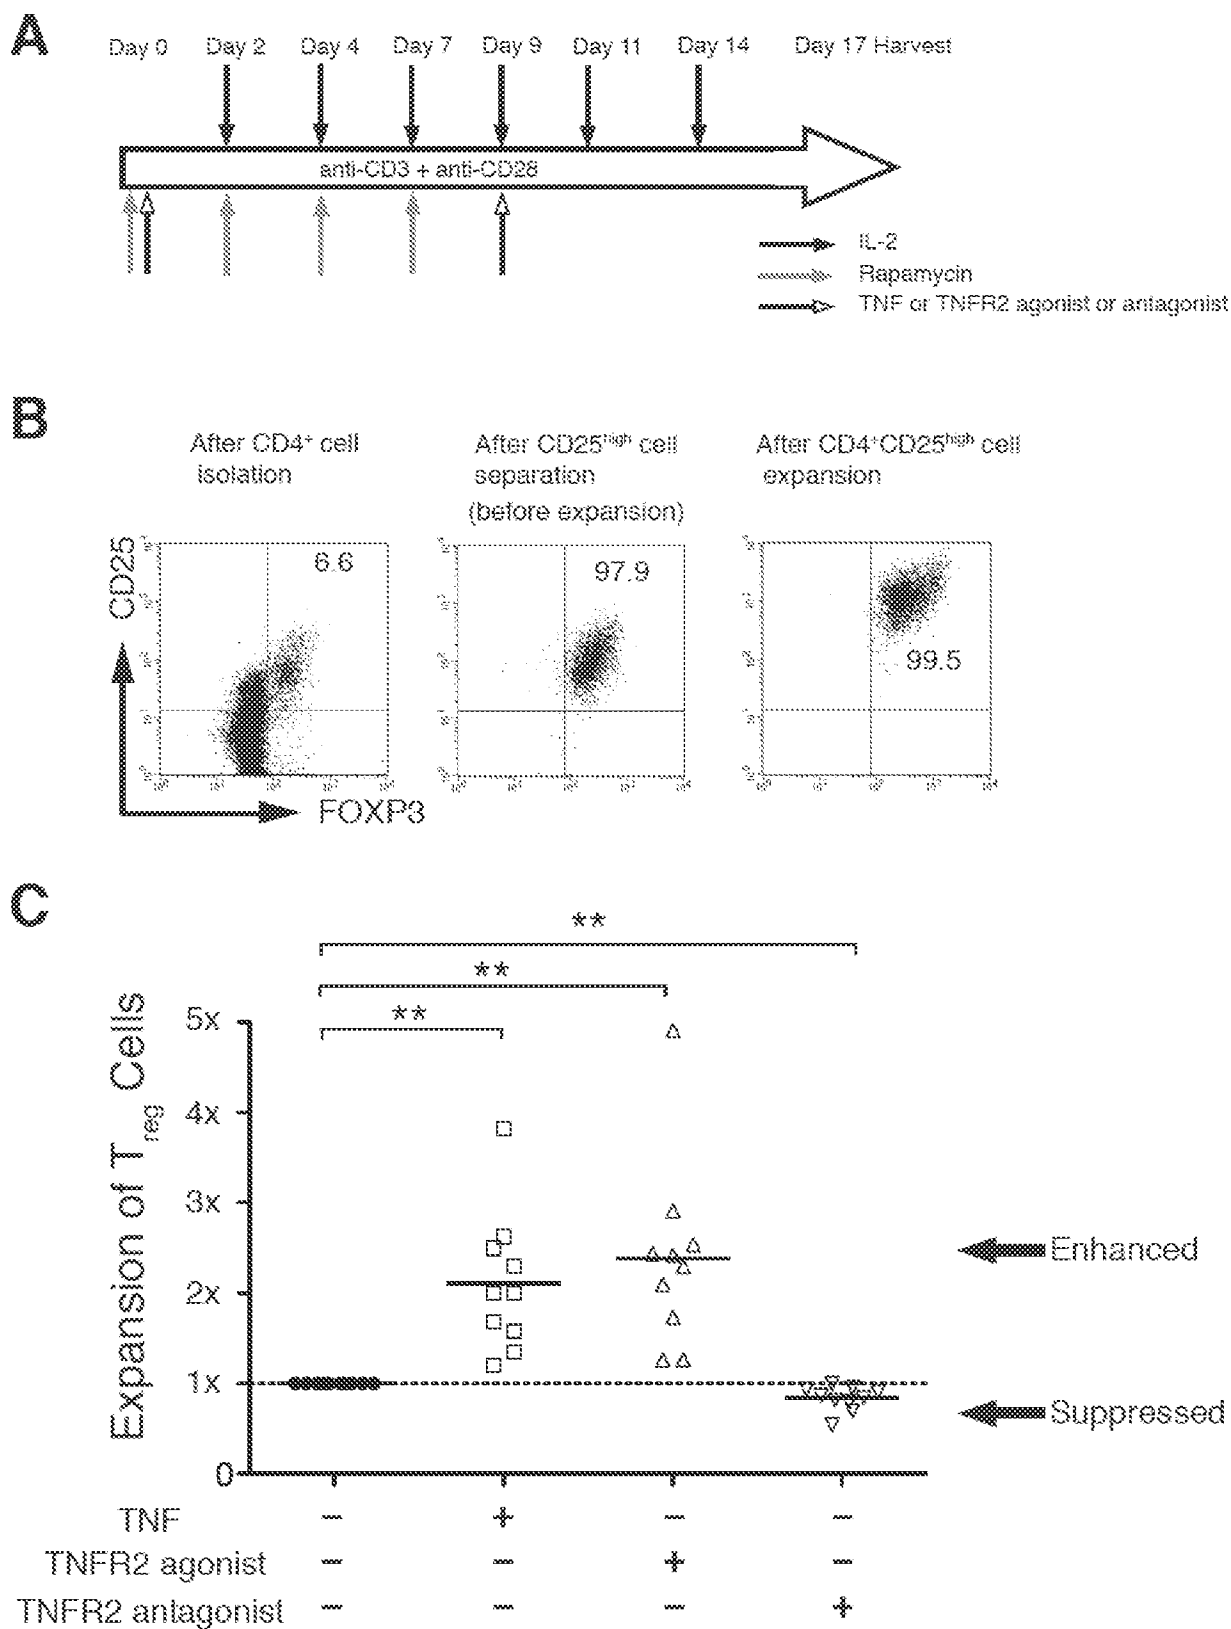 A
Day 0 Day 2 Day 4 Day 7 Day 9 Day 11 Day 14 Day 17 Harvest
anti-CD3 + anti-CD28
IL-2
Rapamycin
TNF or TNFR2 agonist or antagonist
B
After CD4⁺ cell
isolation
After CD25ʰⁱᵍʰ cell
separation
(before expansion)
After CD4⁺CD25ʰⁱᵍʰ cell
expansion
CD25
6.6
97.9
99.5
FOXP3
C
**
**
**
Expansion of Treg Cells
5x
4x
3x
2x
1x
0
Enhanced
Suppressed
TNF − + − −
TNFR2 agonist − − + −
TNFR2 antagonist − − − +